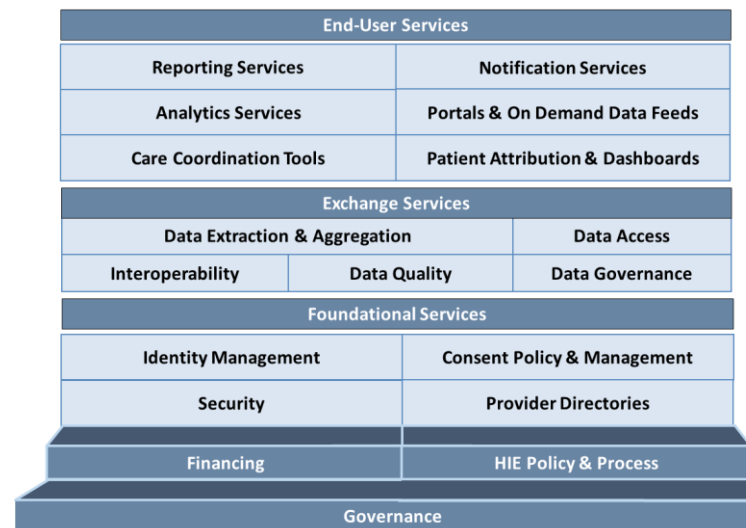 End-User Services
Reporting Services
Notification Services
Analytics Services
Portals & On Demand Data Feeds
Care Coordination Tools
Patient Attribution & Dashboards
Exchange Services
Data Extraction & Aggregation
Data Access
Interoperability
Data Quality
Data Governance
Foundational Services
Identity Management
Consent Policy & Management
Security
Provider Directories
Financing
HIE Policy & Process
Governance